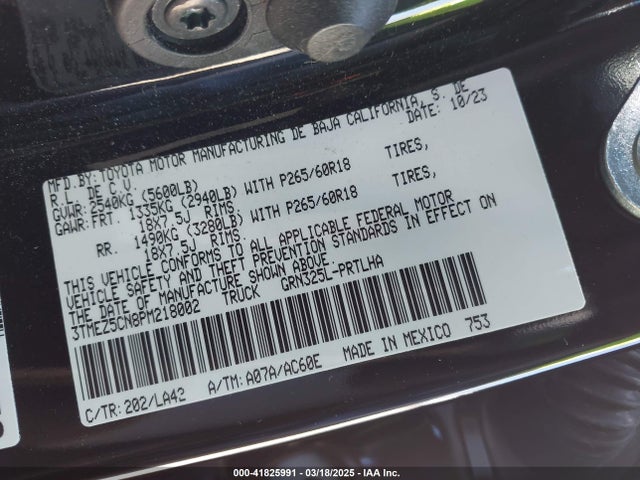 MFD.BY:TOYOTA MOTOR MANUFACTURING DE BAJA CALIFORNIA, S. DE
R.L. DE C.V. DATE: 10/23
GVWR: 2540KG (5600LB)
GAWR: FRT. 1335KG (2940LB) WITH P265/60R18 TIRES,
18X7.5J RIMS
RR. 1490KG (3280LB) WITH P265/60R18 TIRES,
18X7.5J RIMS
THIS VEHICLE CONFORMS TO ALL APPLICABLE FEDERAL MOTOR
VEHICLE SAFETY AND THEFT PREVENTION STANDARDS IN EFFECT ON
THE DATE OF MANUFACTURE SHOWN ABOVE.
3TMEZ5CN8PM218002 TRUCK GRN325L-PRTLHA
C/TR: 202/LA42 A/TM: A07A/AC60E MADE IN MEXICO 753
000-41825991 — 03/18/2025 — IAA Inc.